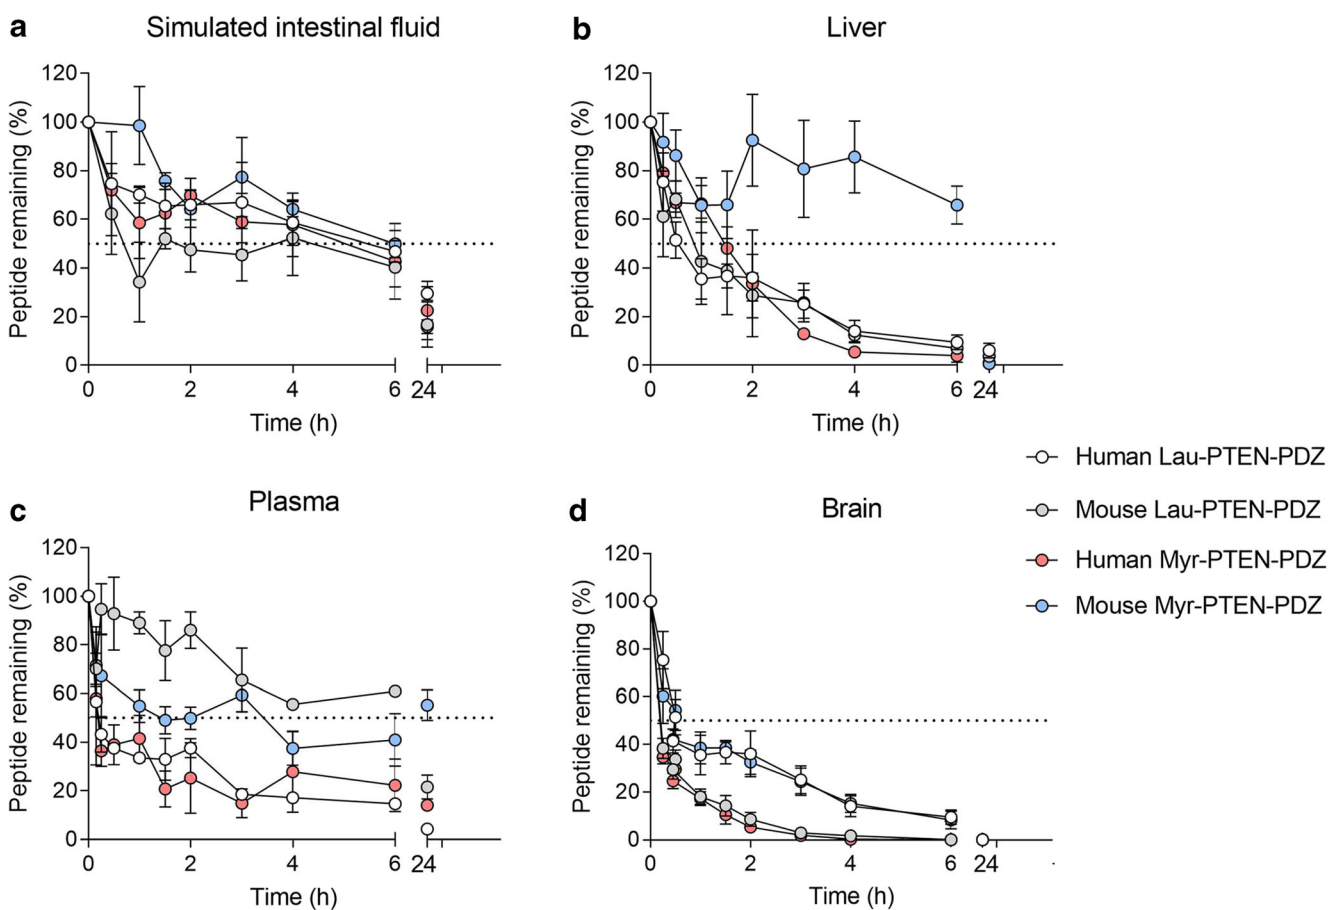 a
Simulated intestinal fluid
Peptide remaining (%)
120
100
80
60
40
20
0
0 2 4 6 24
Time (h)
b
Liver
Peptide remaining (%)
120
100
80
60
40
20
0
0 2 4 6 24
Time (h)
c
Plasma
Peptide remaining (%)
120
100
80
60
40
20
0
0 2 4 6 24
Time (h)
d
Brain
Peptide remaining (%)
120
100
80
60
40
20
0
0 2 4 6 24
Time (h)
Human Lau-PTEN-PDZ
Mouse Lau-PTEN-PDZ
Human Myr-PTEN-PDZ
Mouse Myr-PTEN-PDZ